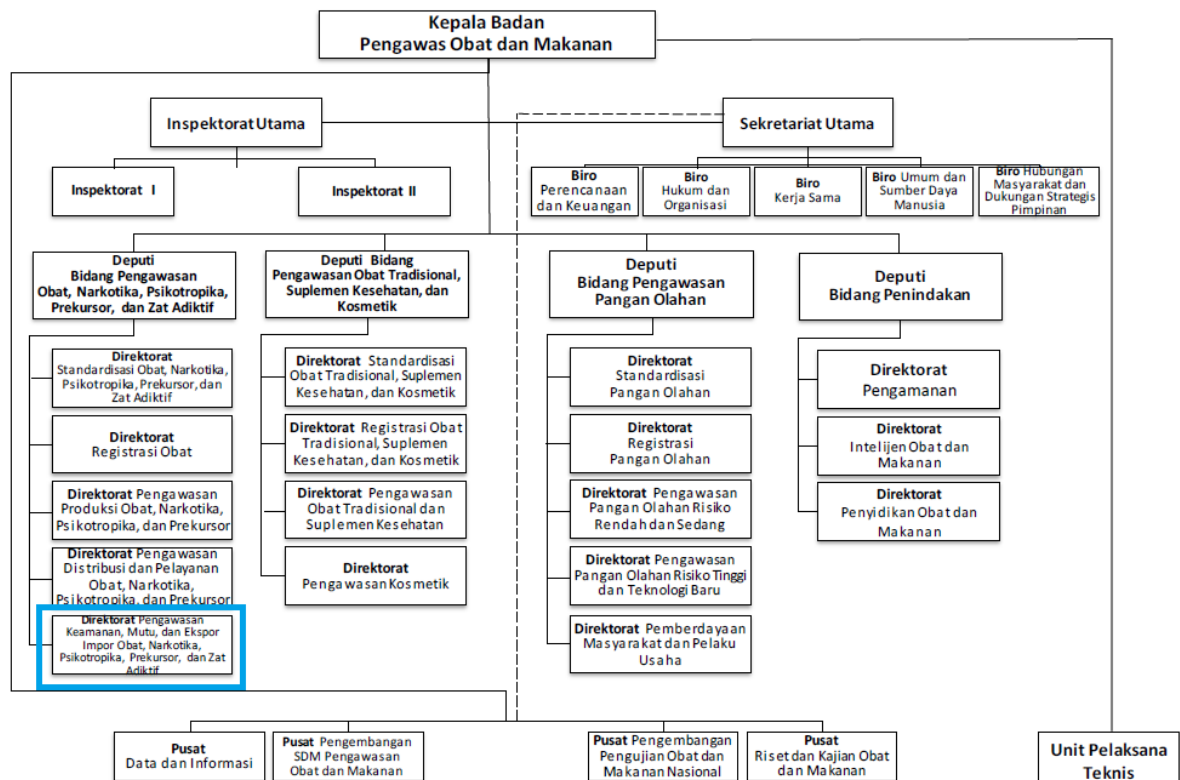 Kepala Badan
Pengawas Obat dan Makanan
Inspektorat Utama
Sekretariat Utama
Inspektorat I
Inspektorat II
Biro
Perencanaan
dan Keuangan
Biro
Hukum dan
Organisasi
Biro
Kerja Sama
Biro Umum dan
Sumber Daya
Manusia
Biro Hubungan
Masyarakat dan
Dukungan Strategis
Pimpinan
Deputi
Bidang Pengawasan
Obat, Narkotika, Psikotropika,
Prekursor, dan Zat Adiktif
Deputi Bidang
Pengawasan Obat Tradisional,
Suplemen Kesehatan, dan
Kosmetik
Deputi
Bidang Pengawasan
Pangan Olahan
Deputi
Bidang Penindakan
Direktorat
Standardisasi Obat, Narkotika,
Psikotropika, Prekursor, dan
Zat Adiktif
Direktorat
Registrasi Obat
Direktorat Pengawasan
Produksi Obat, Narkotika,
Psikotropika, dan Prekursor
Direktorat Pengawasan
Distribusi dan Pelayanan
Obat, Narkotika,
Psikotropika, dan Prekursor
Direktorat Pengawasan
Keamanan, Mutu, dan Ekspor
Impor Obat, Narkotika,
Psikotropika, Prekursor, dan Zat
Adiktif
Direktorat Standardisasi
Obat Tradisional, Suplemen
Kesehatan, dan Kosmetik
Direktorat Registrasi Obat
Tradisional, Suplemen
Kesehatan, dan Kosmetik
Direktorat Pengawasan
Obat Tradisional dan
Suplemen Kesehatan
Direktorat
Pengawasan Kosmetik
Direktorat
Standardisasi
Pangan Olahan
Direktorat
Registrasi
Pangan Olahan
Direktorat Pengawasan
Pangan Olahan Risiko
Rendah dan Sedang
Direktorat Pengawasan
Pangan Olahan Risiko Tinggi
dan Teknologi Baru
Direktorat Pemberdayaan
Masyarakat dan Pelaku
Usaha
Direktorat
Pengamanan
Direktorat
Intelijen Obat dan
Makanan
Direktorat
Penyidikan Obat dan
Makanan
Pusat
Data dan Informasi
Pusat Pengembangan
SDM Pengawasan
Obat dan Makanan
Pusat Pengembangan
Pengujian Obat dan
Makanan Nasional
Pusat
Riset dan Kajian Obat
dan Makanan
Unit Pelaksana
Teknis